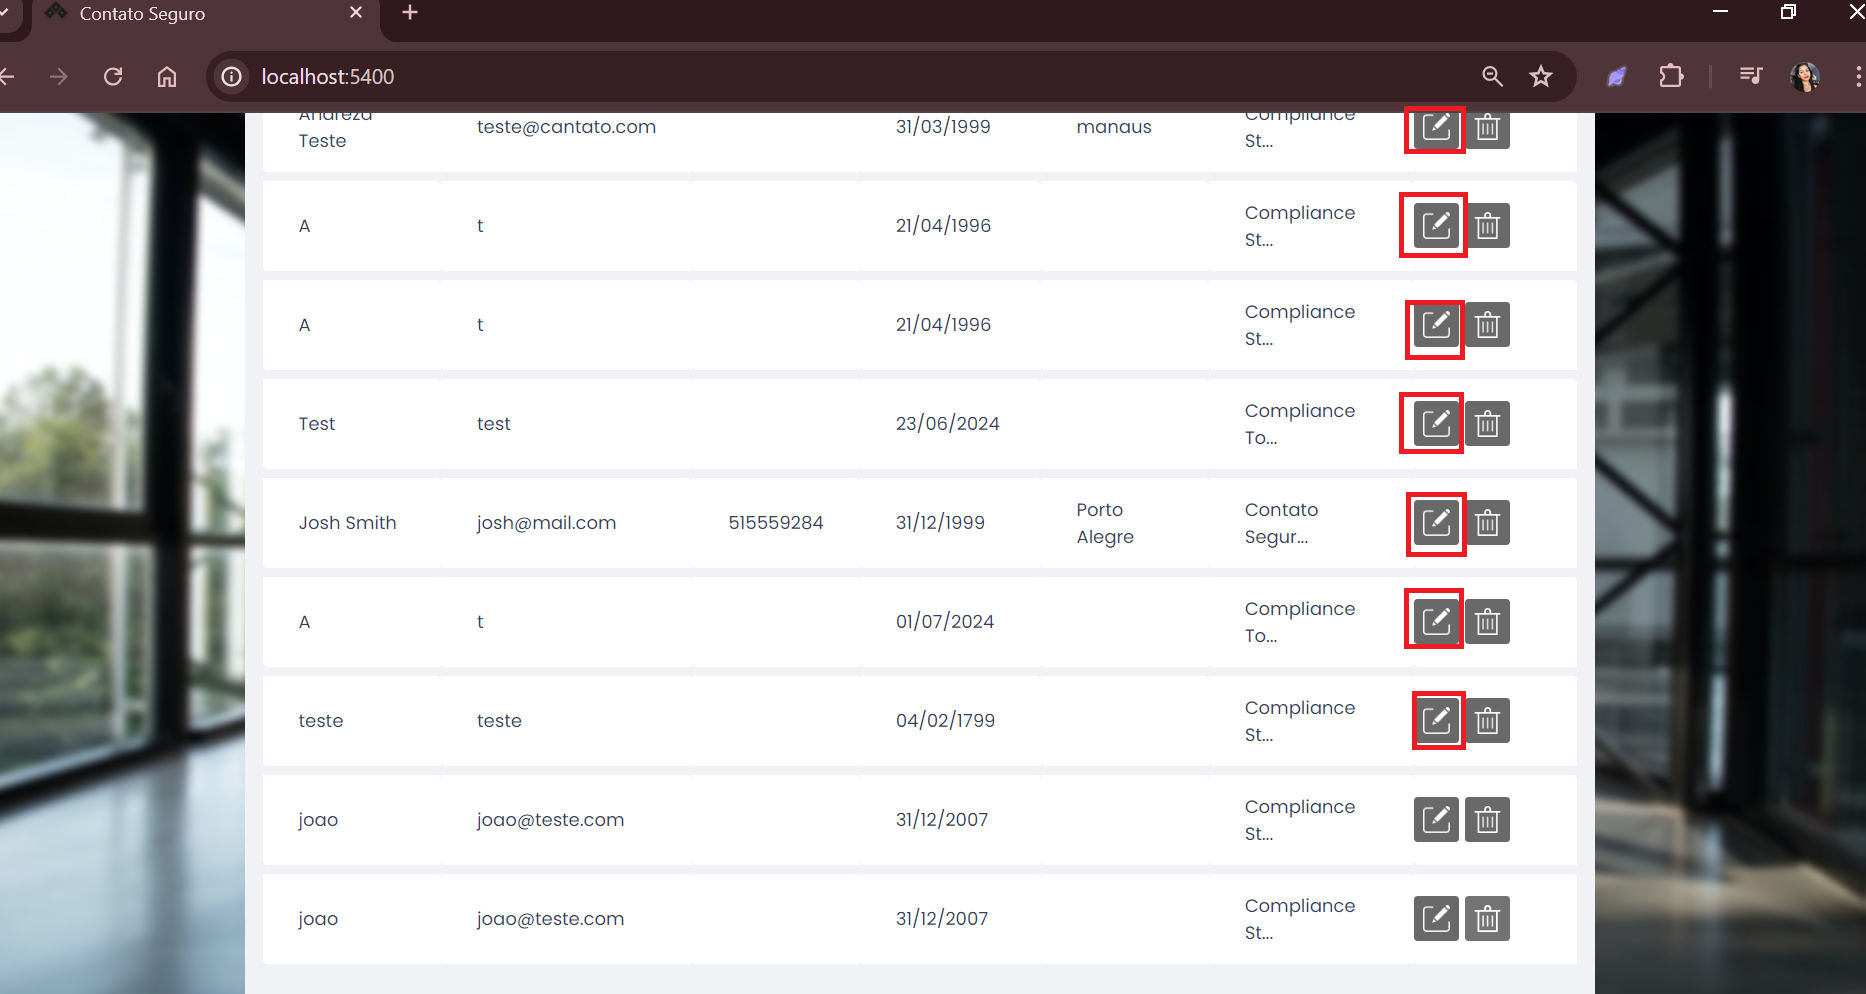 Contato Seguro
localhost:5400
Andreza
Teste
teste@cantato.com
31/03/1999
manaus
Compliance
St...
A
t
21/04/1996
Compliance
St...
A
t
21/04/1996
Compliance
St...
Test
test
23/06/2024
Compliance
To...
Josh Smith
josh@mail.com
515559284
31/12/1999
Porto
Alegre
Contato
Segur...
A
t
01/07/2024
Compliance
To...
teste
teste
04/02/1799
Compliance
St...
joao
joao@teste.com
31/12/2007
Compliance
St...
joao
joao@teste.com
31/12/2007
Compliance
St...